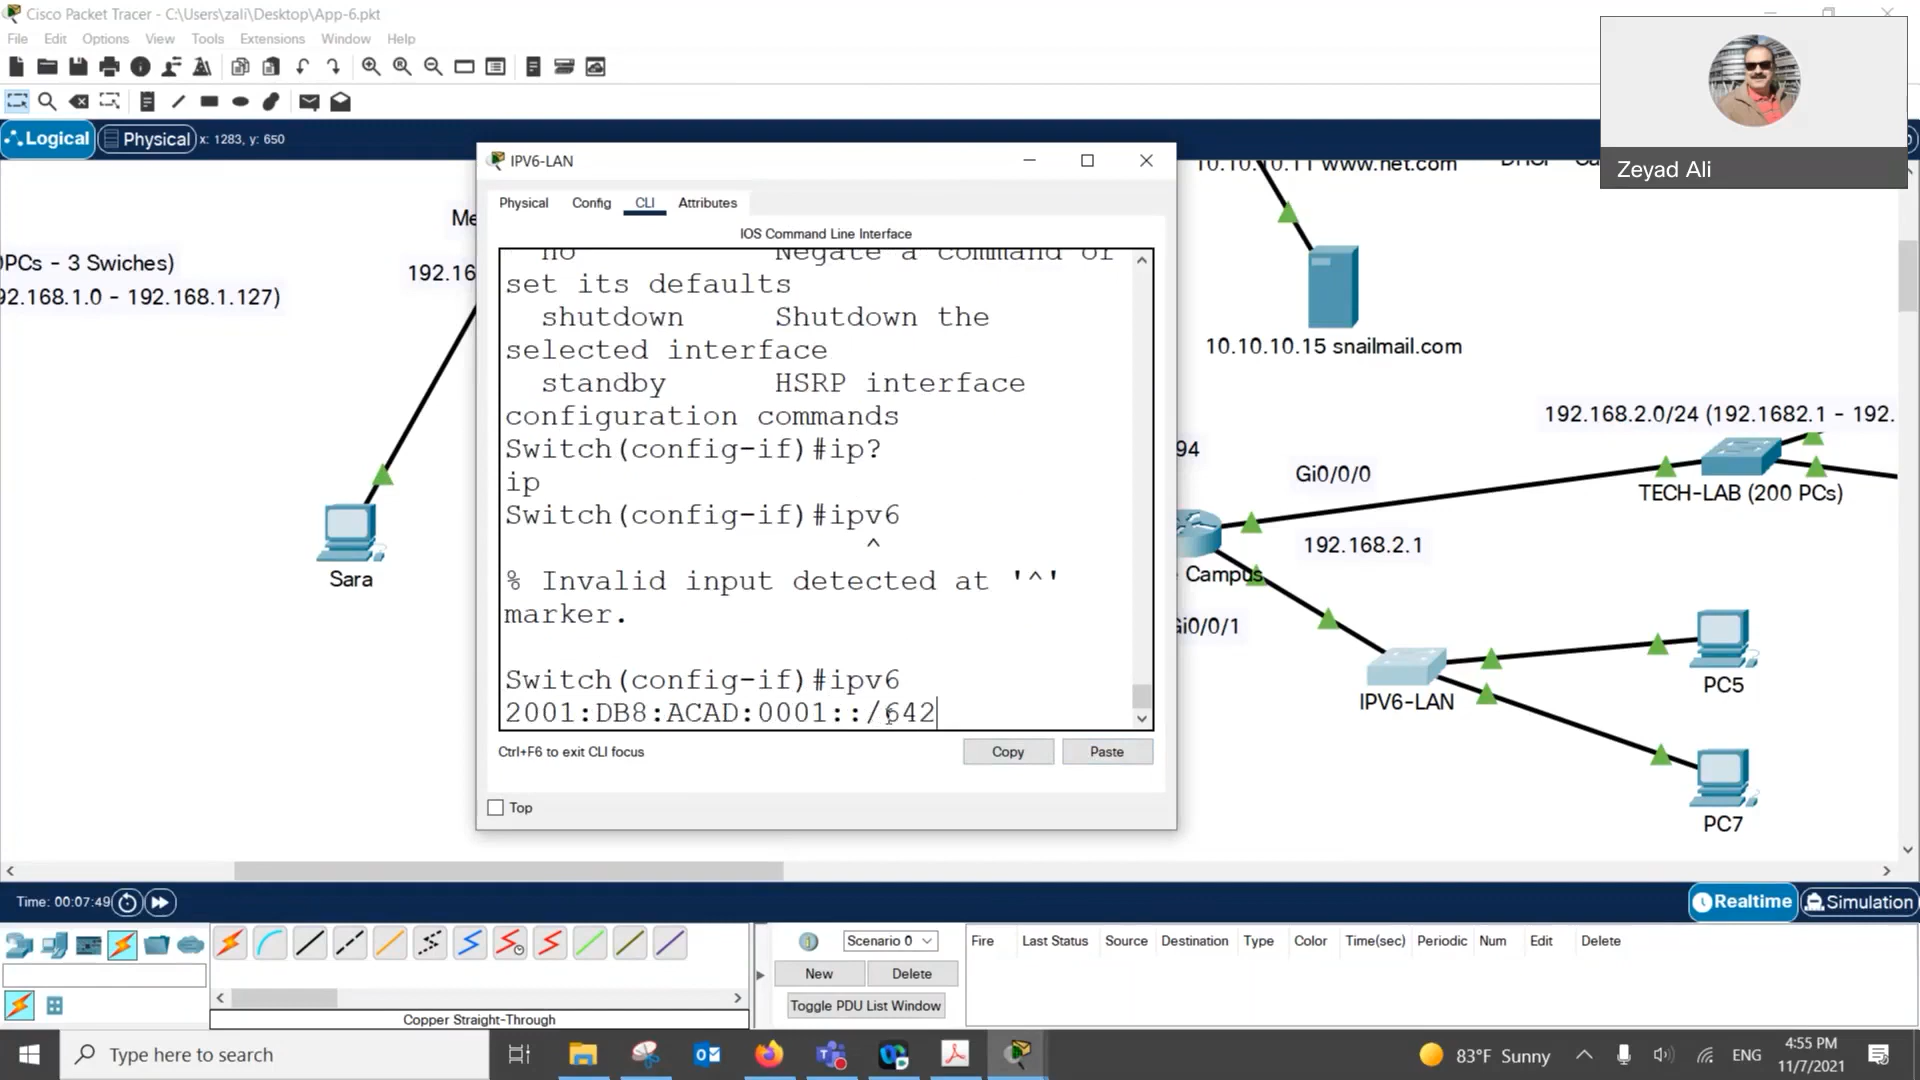 Cisco Packet Tracer - C:\Users\zali\Desktop\App-6.pkt
File Edit Options View Tools Extensions Window Help
Zeyad Ali
Logical Physical x: 1283, y: 650
IPV6-LAN
Physical Config CLI Attributes
IOS Command Line Interface
no Negate a command or
set its defaults
shutdown Shutdown the
selected interface
standby HSRP interface
configuration commands
Switch(config-if)#ip?
ip
Switch(config-if)#ipv6
^
% Invalid input detected at '^'
marker.
Switch(config-if)#ipv6
2001:DB8:ACAD:0001::/642
Ctrl+F6 to exit CLI focus
Copy Paste
Top
Me
PCs - 3 Swiches)
192.16
92.168.1.0 - 192.168.1.127)
Sara
10.10.10.11 www.net.com
10.10.10.15 snailmail.com
192.168.2.0/24 (192.1682.1 - 192.
94
Gi0/0/0
TECH-LAB (200 PCs)
192.168.2.1
Campus
Gi0/0/1
IPV6-LAN
PC5
PC7
Time: 00:07:49
Realtime Simulation
Scenario 0
New Delete
Toggle PDU List Window
Fire Last Status Source Destination Type Color Time(sec) Periodic Num Edit Delete
Copper Straight-Through
Type here to search
83°F Sunny
ENG
4:55 PM
11/7/2021